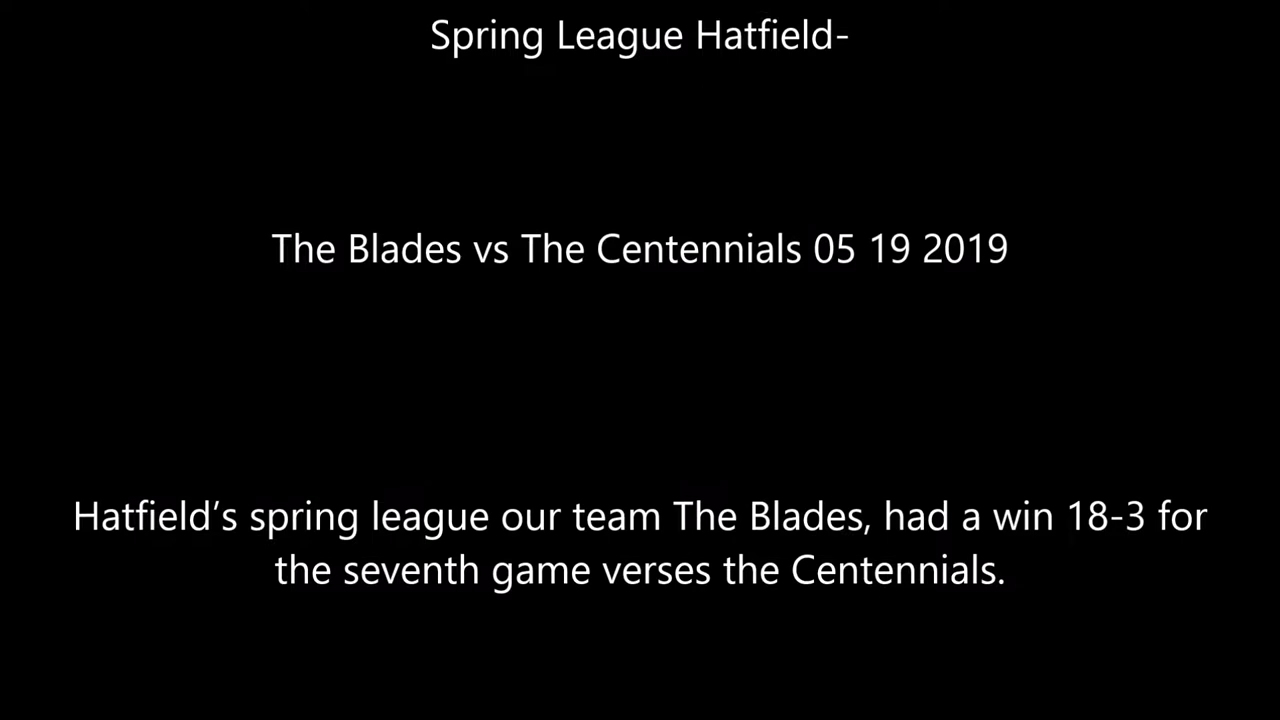 Spring League Hatfield-
The Blades vs The Centennials 05 19 2019
Hatfield’s spring league our team The Blades, had a win 18-3 for
the seventh game verses the Centennials.